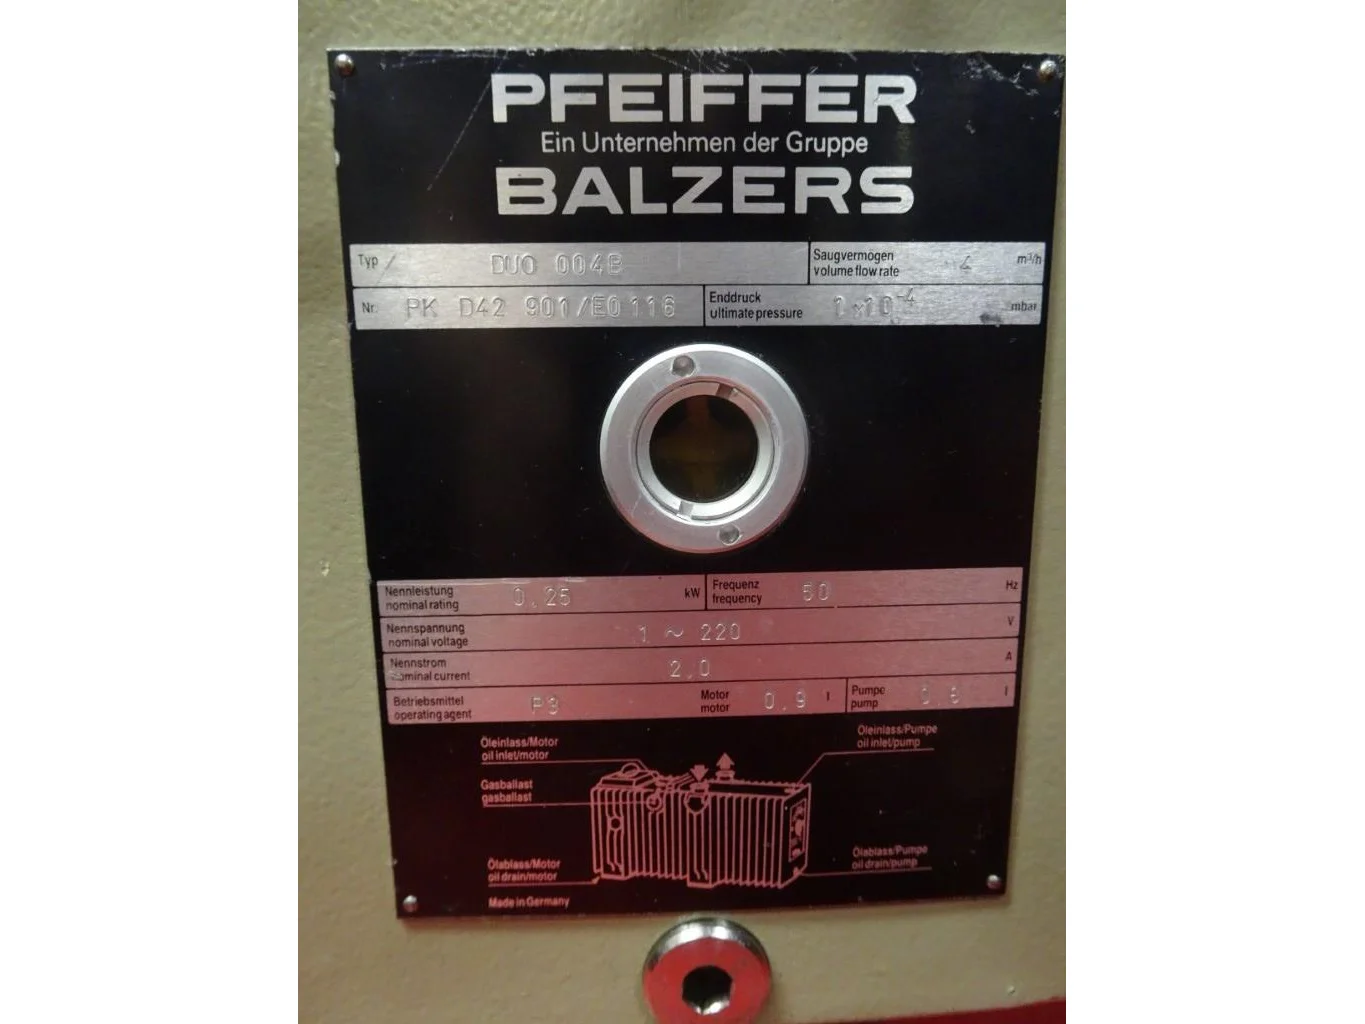 PFEIFFER
Ein Unternehmen der Gruppe
BALZERS
Typ DUO 004B Saugvermögen volume flow rate 4 m³/h
Nr. PK D42 901/E0116 Enddruck ultimate pressure 1x10⁻⁴ mbar
Nennleistung nominal rating 0,25 kW Frequenz frequency 50 Hz
Nennspannung nominal voltage 1 ~ 220 V
Nennstrom nominal current 2,0 A
Betriebsmittel operating agent P3 Motor motor 0,9 l Pumpe pump l
Öleinlass/Motor
oil inlet/motor
Öleinlass/Pumpe
oil inlet/pump
Gasballast
gasballast
Ölablass/Motor
oil drain/motor
Ölablass/Pumpe
oil drain/pump
Made in Germany